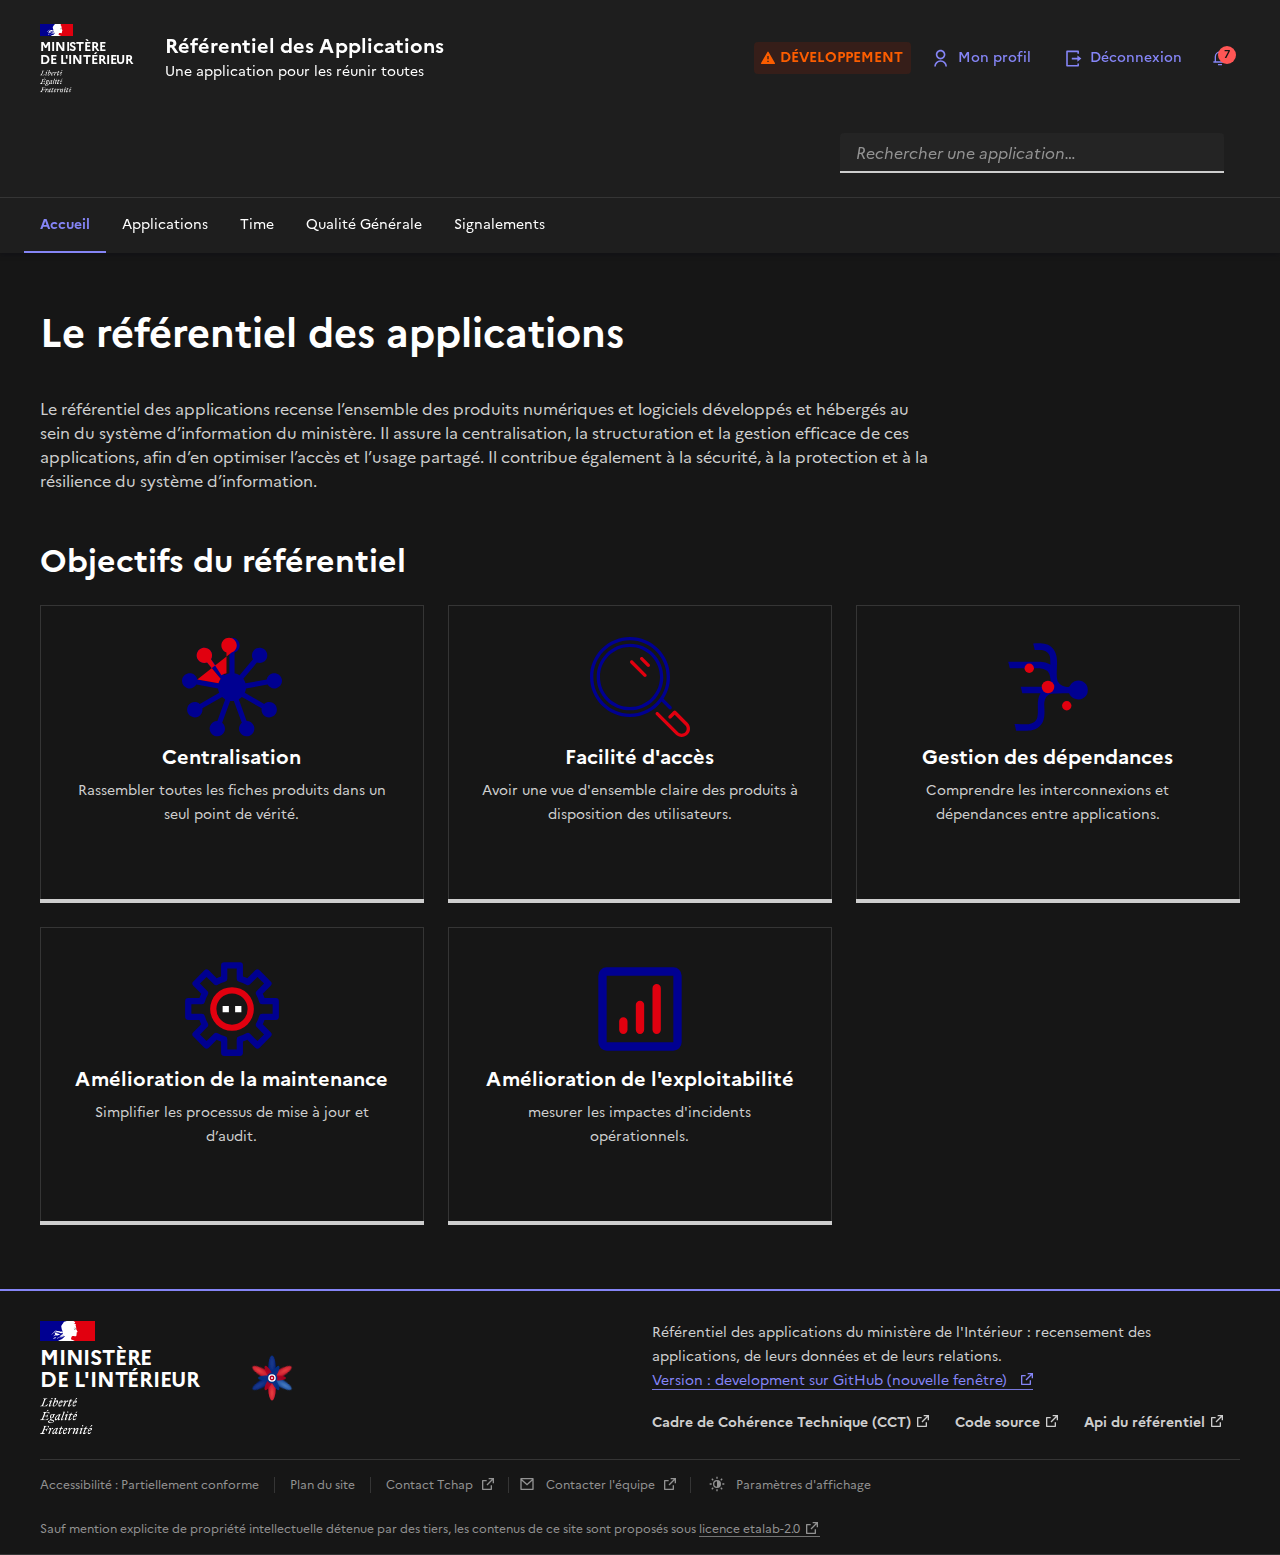 MINISTÈRE
DE L'INTÉRIEUR
Liberté
Égalité
Fraternité
Référentiel des Applications
Une application pour les réunir toutes
DÉVELOPPEMENT
Mon profil
Déconnexion
7
Rechercher une application...
Accueil
Applications
Time
Qualité Générale
Signalements
Le référentiel des applications
Le référentiel des applications recense l’ensemble des produits numériques et logiciels développés et hébergés au
sein du système d’information du ministère. Il assure la centralisation, la structuration et la gestion efficace de ces
applications, afin d’en optimiser l’accès et l’usage partagé. Il contribue également à la sécurité, à la protection et à la
résilience du système d’information.
Objectifs du référentiel
Centralisation
Rassembler toutes les fiches produits dans un
seul point de vérité.
Facilité d'accès
Avoir une vue d'ensemble claire des produits à
disposition des utilisateurs.
Gestion des dépendances
Comprendre les interconnexions et
dépendances entre applications.
Amélioration de la maintenance
Simplifier les processus de mise à jour et
d’audit.
Amélioration de l'exploitabilité
mesurer les impactes d'incidents
opérationnels.
MINISTÈRE
DE L'INTÉRIEUR
Liberté
Égalité
Fraternité
Référentiel des applications du ministère de l'Intérieur : recensement des
applications, de leurs données et de leurs relations.
Version : development sur GitHub (nouvelle fenêtre)
Cadre de Cohérence Technique (CCT)
Code source
Api du référentiel
Accessibilité : Partiellement conforme
Plan du site
Contact Tchap
Contacter l'équipe
Paramètres d'affichage
Sauf mention explicite de propriété intellectuelle détenue par des tiers, les contenus de ce site sont proposés sous licence etalab-2.0